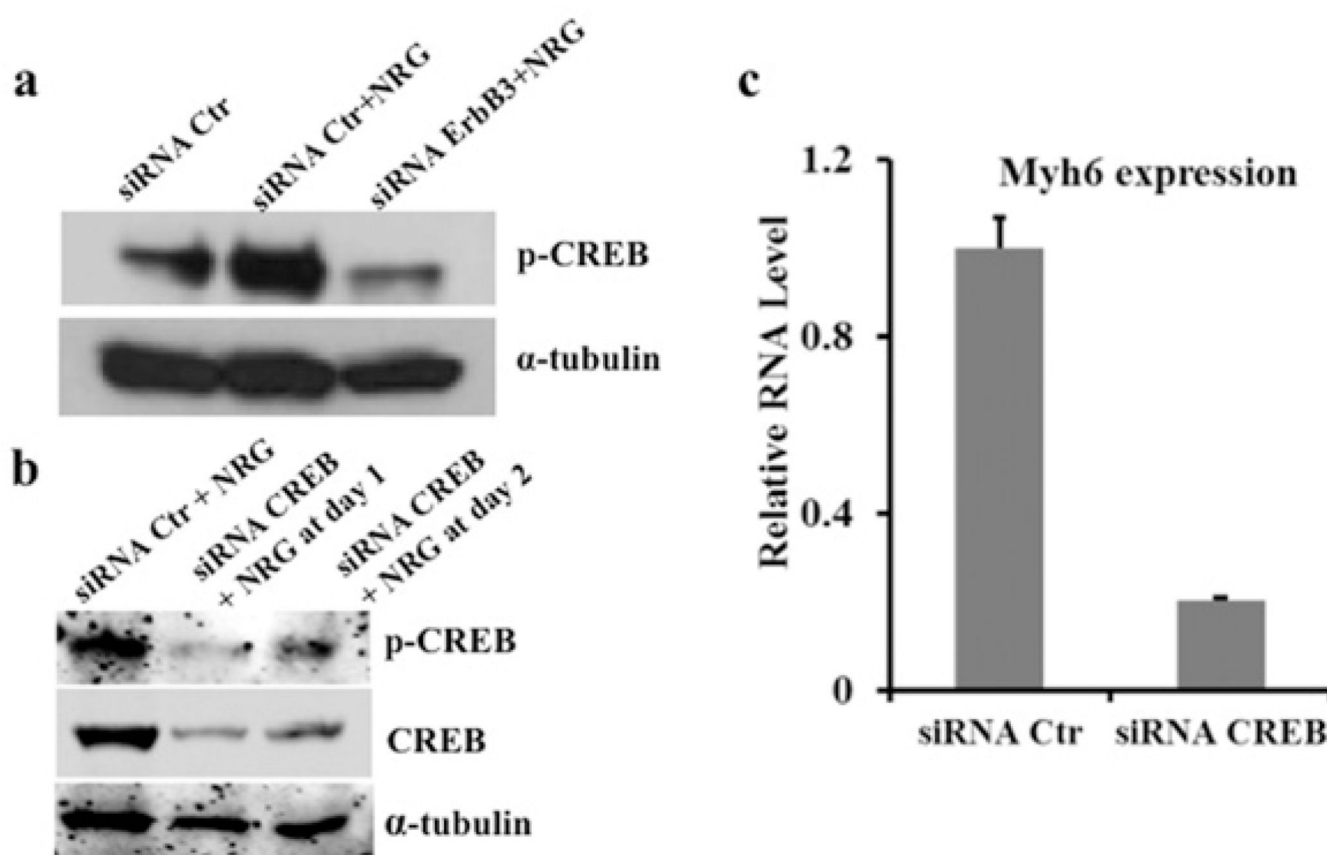 a
siRNA Ctr
siRNA Ctr+NRG
siRNA ErbB3+NRG
p-CREB
α-tubulin
b
siRNA Ctr + NRG
siRNA CREB
+ NRG at day 1
siRNA CREB
+ NRG at day 2
p-CREB
CREB
α-tubulin
c
Myh6 expression
Relative RNA Level
1.2
0.8
0.4
0
siRNA Ctr
siRNA CREB